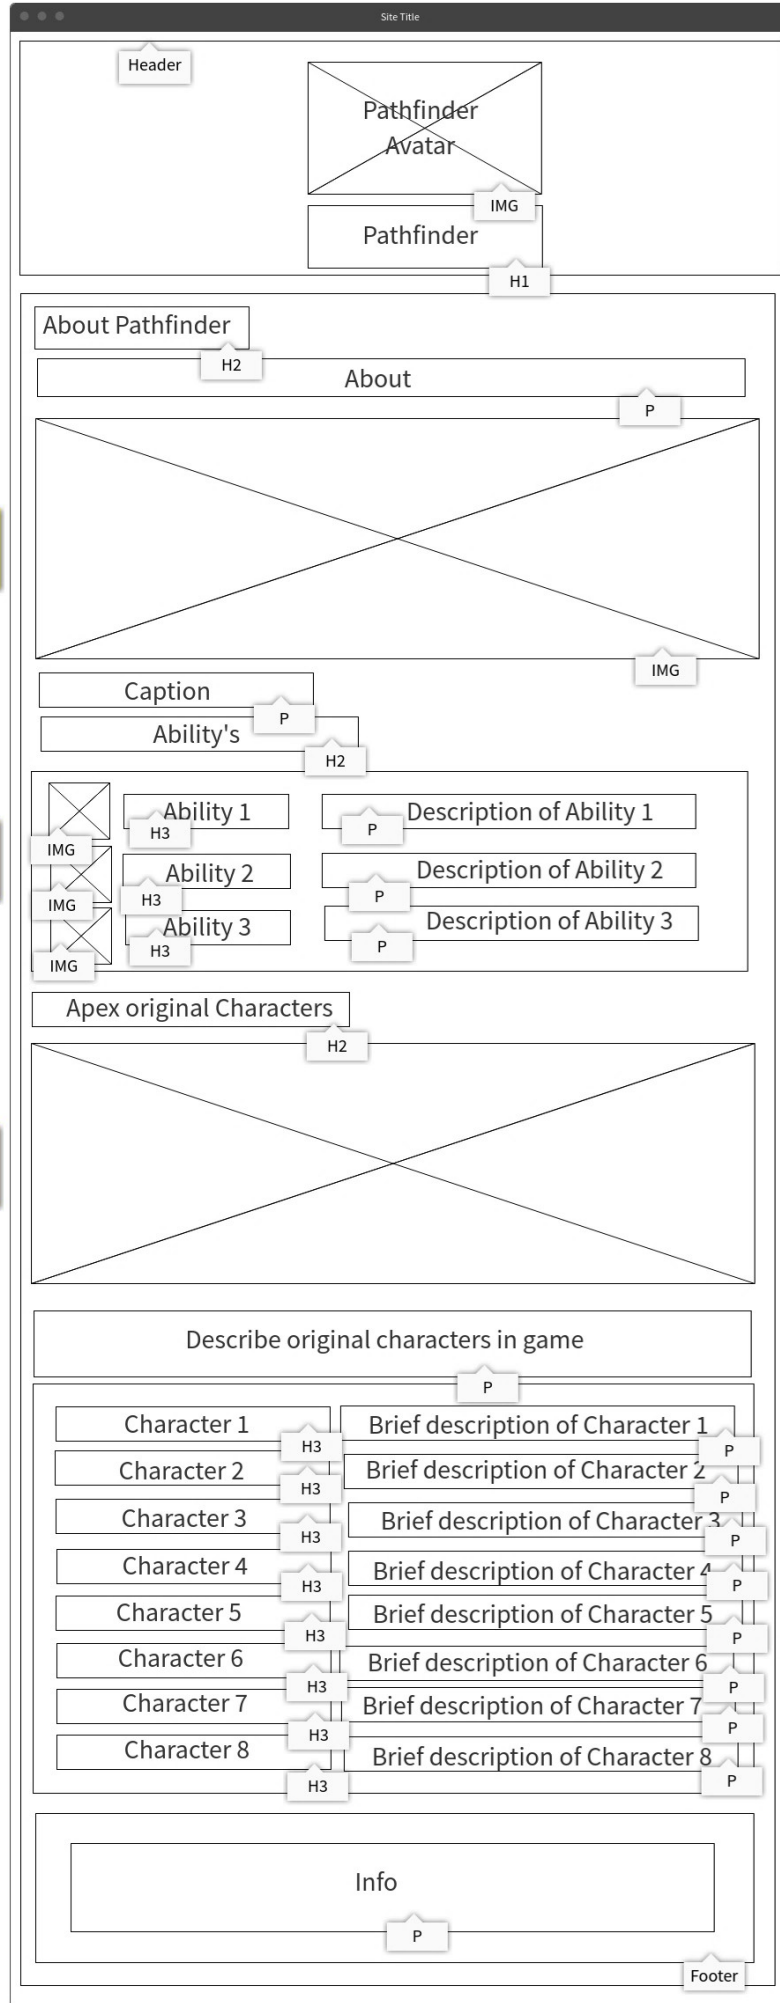 Site Title
Header
Pathfinder
Avatar
IMG
Pathfinder
H1
About Pathfinder
H2
About
P
IMG
Caption
P
Ability's
H2
Ability 1
Description of Ability 1
H3
P
IMG
Ability 2
Description of Ability 2
H3
P
IMG
Ability 3
Description of Ability 3
H3
P
IMG
Apex original Characters
H2
Describe original characters in game
P
Character 1
Brief description of Character 1
H3
P
Character 2
Brief description of Character 2
H3
P
Character 3
Brief description of Character 3
H3
P
Character 4
Brief description of Character 4
H3
P
Character 5
Brief description of Character 5
H3
P
Character 6
Brief description of Character 6
H3
P
Character 7
Brief description of Character 7
H3
P
Character 8
Brief description of Character 8
H3
P
Info
P
Footer